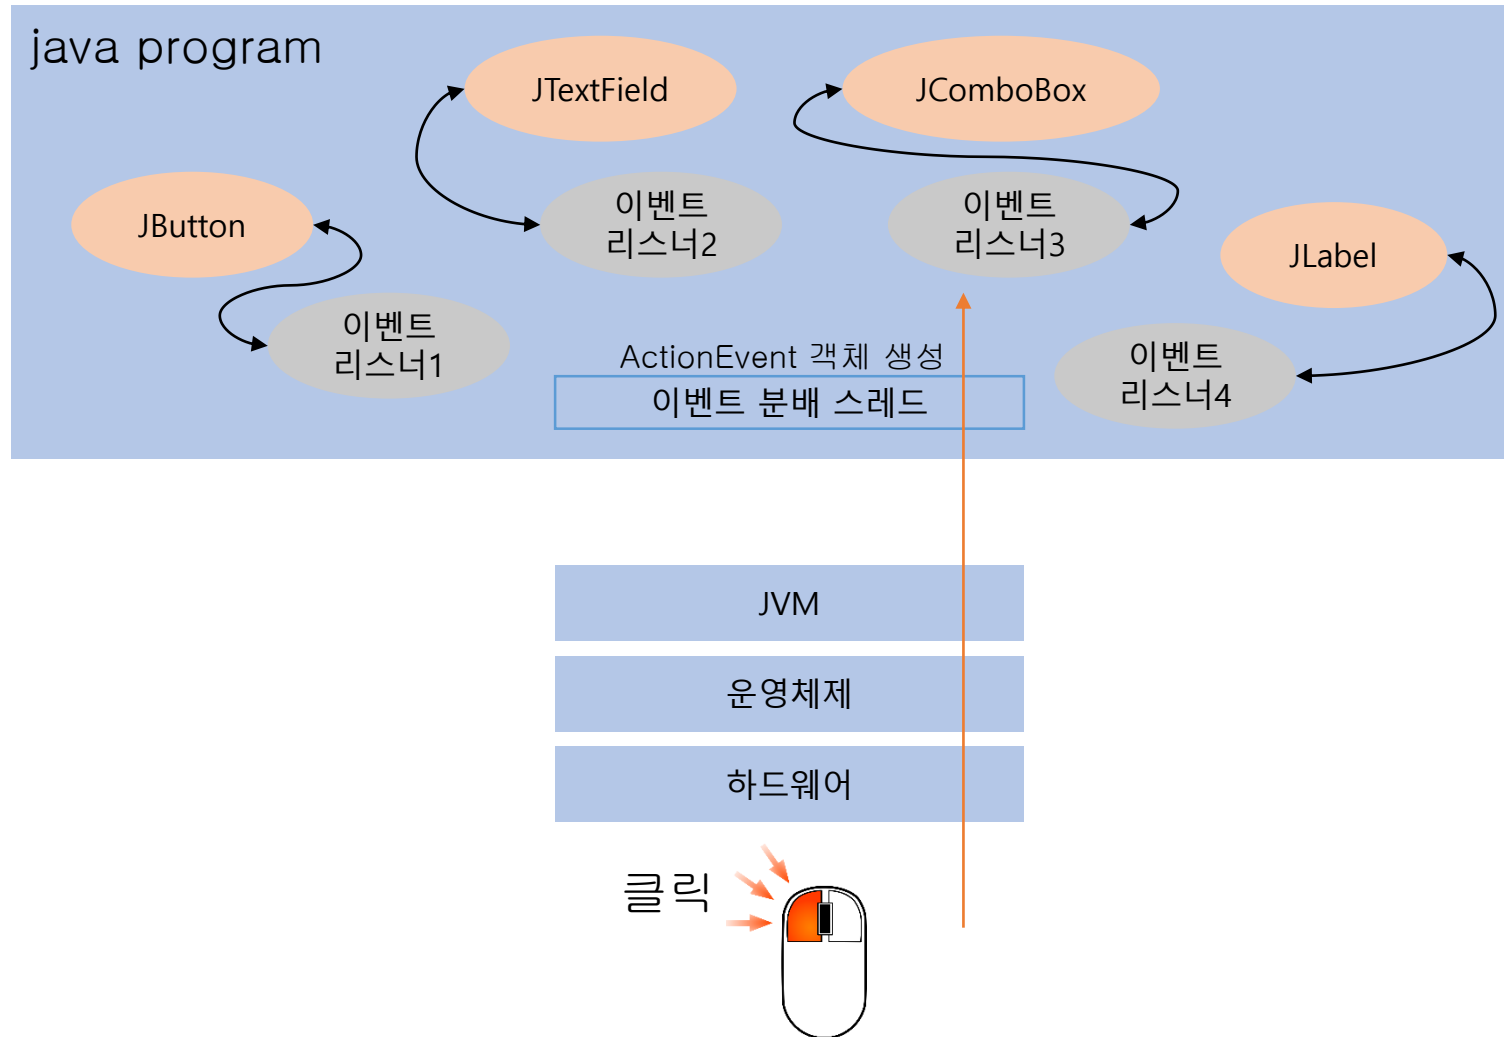 java program
JTextField
JComboBox
JButton
이벤트
리스너2
이벤트
리스너3
JLabel
이벤트
리스너1
ActionEvent 객체 생성
이벤트 분배 스레드
이벤트
리스너4
JVM
운영체제
하드웨어
클릭